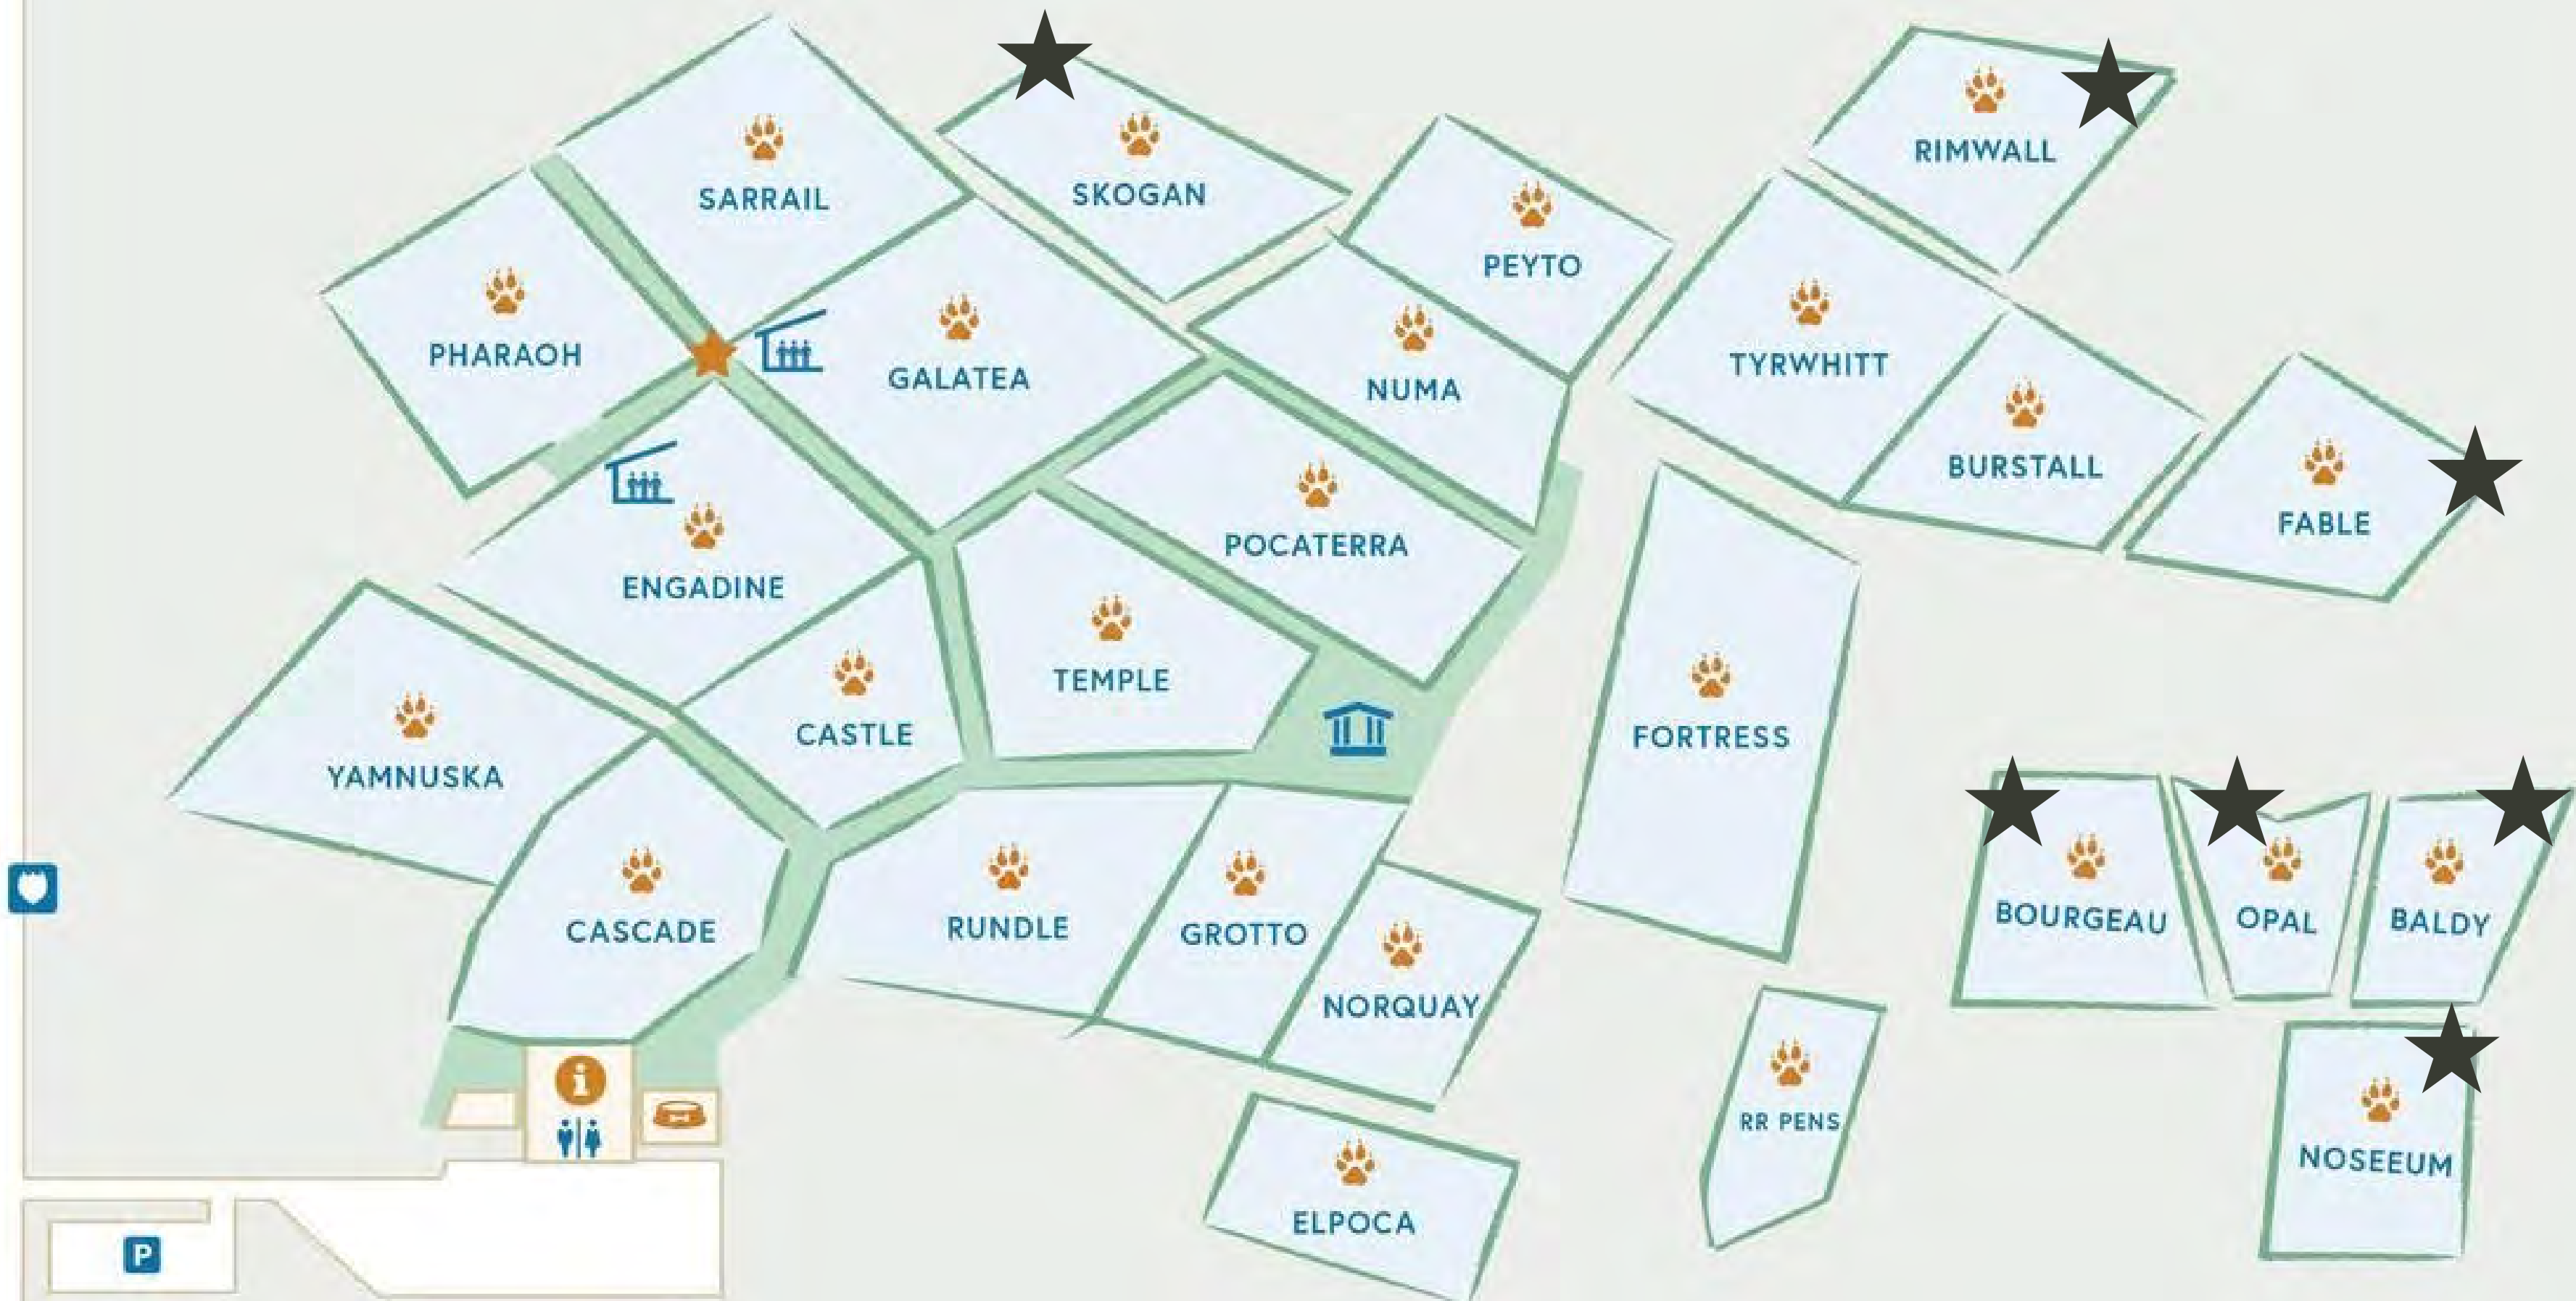 SARRAIL
SKOGAN
RIMWALL
PEYTO
PHARAOH
GALATEA
NUMA
TYRWHITT
BURSTALL
FABLE
ENGADINE
POCATERRA
TEMPLE
CASTLE
FORTRESS
YAMNUSKA
CASCADE
RUNDLE
GROTTO
NORQUAY
BOURGEAU
OPAL
BALDY
i
RR PENS
NOSEEUM
ELPOCA
P